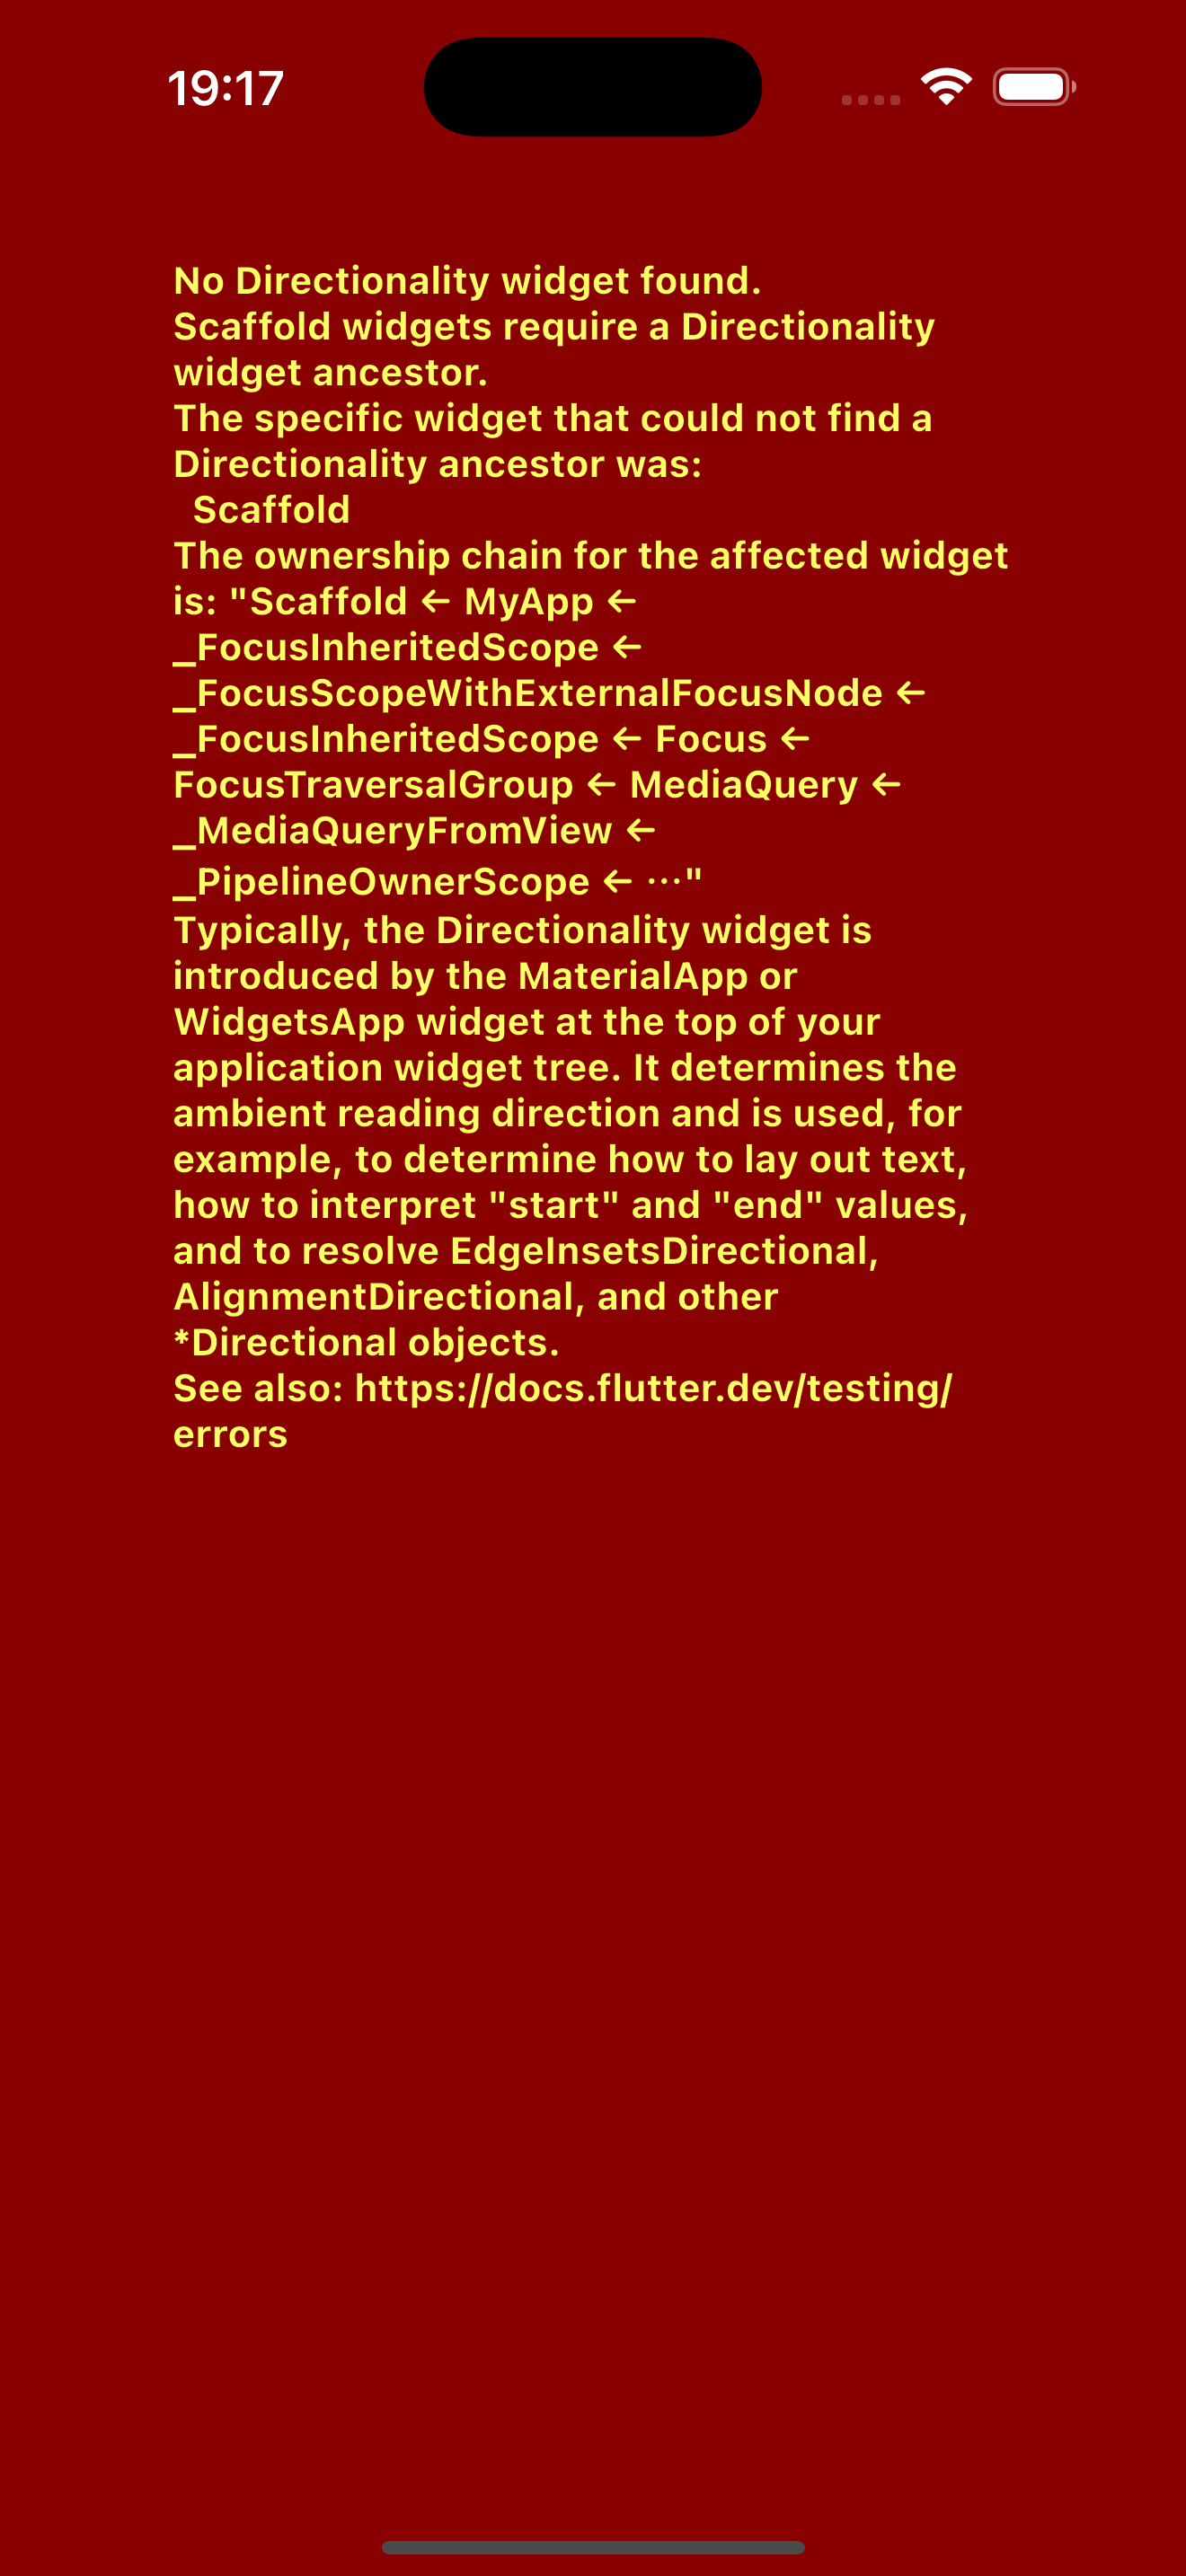 19:17
No Directionality widget found.
Scaffold widgets require a Directionality
widget ancestor.
The specific widget that could not find a
Directionality ancestor was:
  Scaffold
The ownership chain for the affected widget
is: "Scaffold ← MyApp ←
_FocusInheritedScope ←
_FocusScopeWithExternalFocusNode ←
_FocusInheritedScope ← Focus ←
FocusTraversalGroup ← MediaQuery ←
_MediaQueryFromView ←
_PipelineOwnerScope ← ⋯"
Typically, the Directionality widget is
introduced by the MaterialApp or
WidgetsApp widget at the top of your
application widget tree. It determines the
ambient reading direction and is used, for
example, to determine how to lay out text,
how to interpret "start" and "end" values,
and to resolve EdgeInsetsDirectional,
AlignmentDirectional, and other
*Directional objects.
See also: https://docs.flutter.dev/testing/
errors